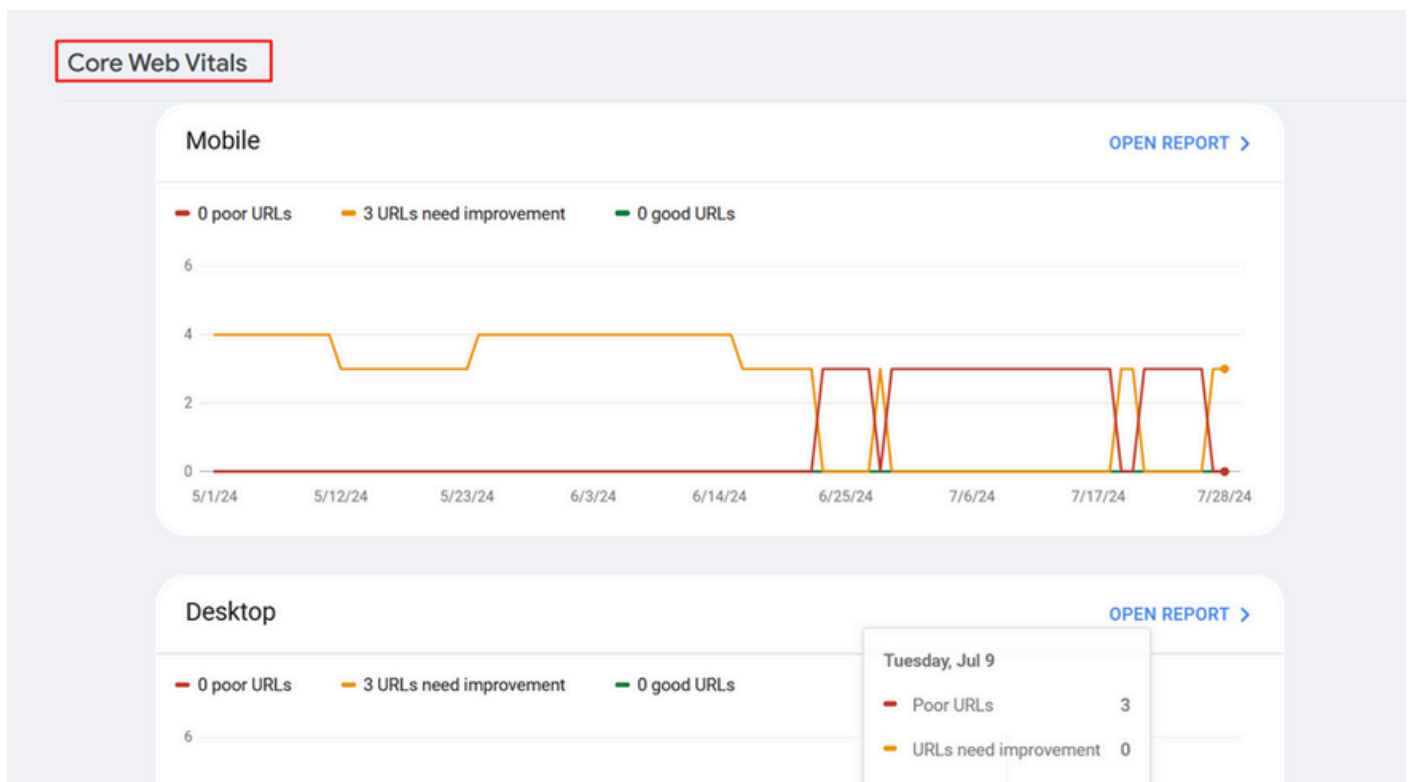 Core Web Vitals
Mobile
OPEN REPORT
0 poor URLs 3 URLs need improvement 0 good URLs
6
4
2
0
5/1/24 5/12/24 5/23/24 6/3/24 6/14/24 6/25/24 7/6/24 7/17/24 7/28/24
Desktop
OPEN REPORT
0 poor URLs 3 URLs need improvement 0 good URLs
6
Tuesday, Jul 9
Poor URLs 3
URLs need improvement 0